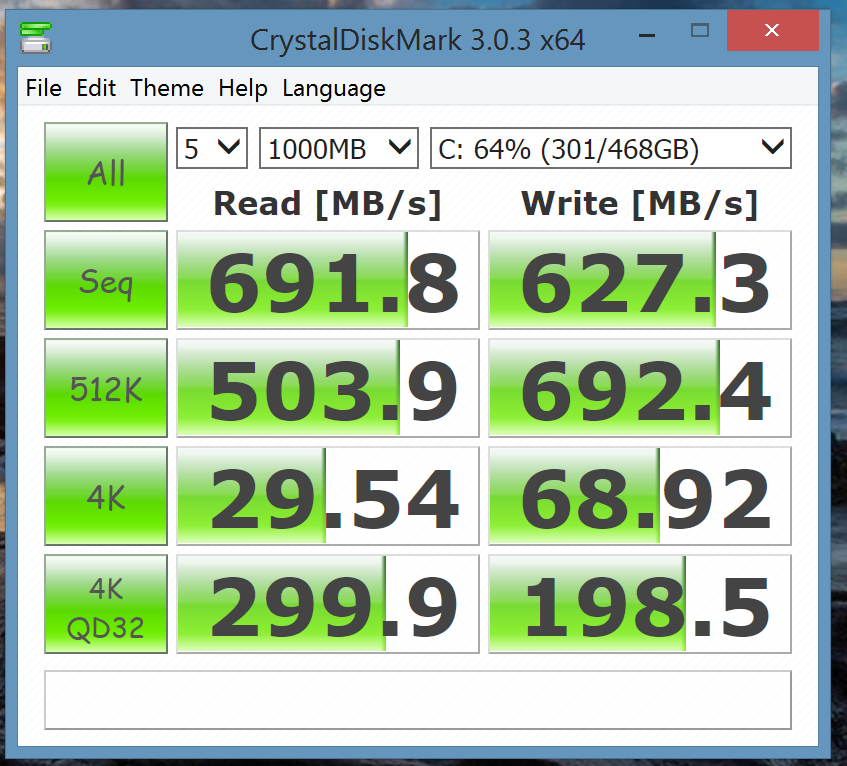 CrystalDiskMark 3.0.3 x64
File Edit Theme Help Language
All 5 1000MB C: 64% (301/468GB)
Read [MB/s] Write [MB/s]
Seq 691.8 627.3
512K 503.9 692.4
4K 29.54 68.92
4K QD32 299.9 198.5